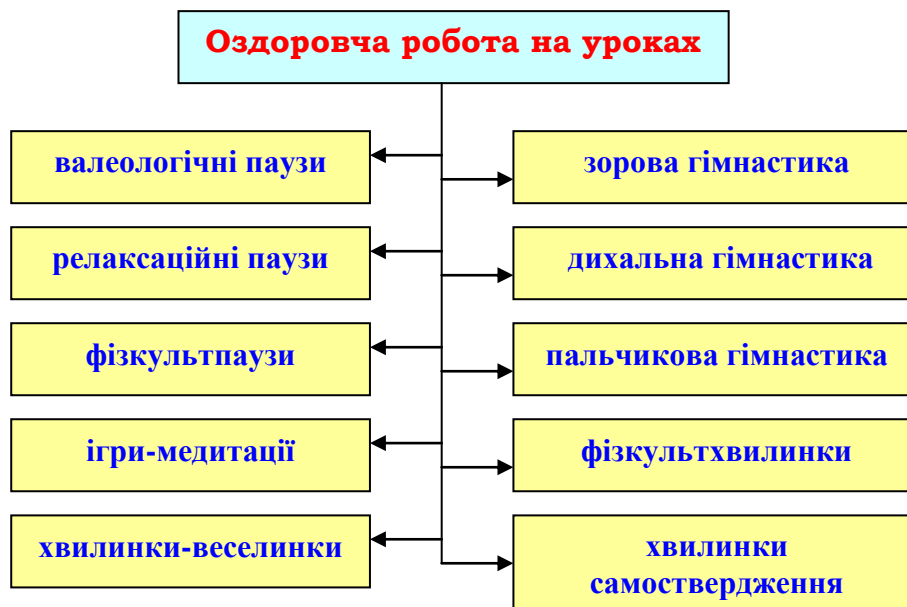 Оздоровча робота на уроках
валеологічні паузи
зорова гімнастика
релаксаційні паузи
дихальна гімнастика
фізкультпаузи
пальчикова гімнастика
ігри-медитації
фізкультхвилинки
хвилинки-веселинки
хвилинки
самоствердження